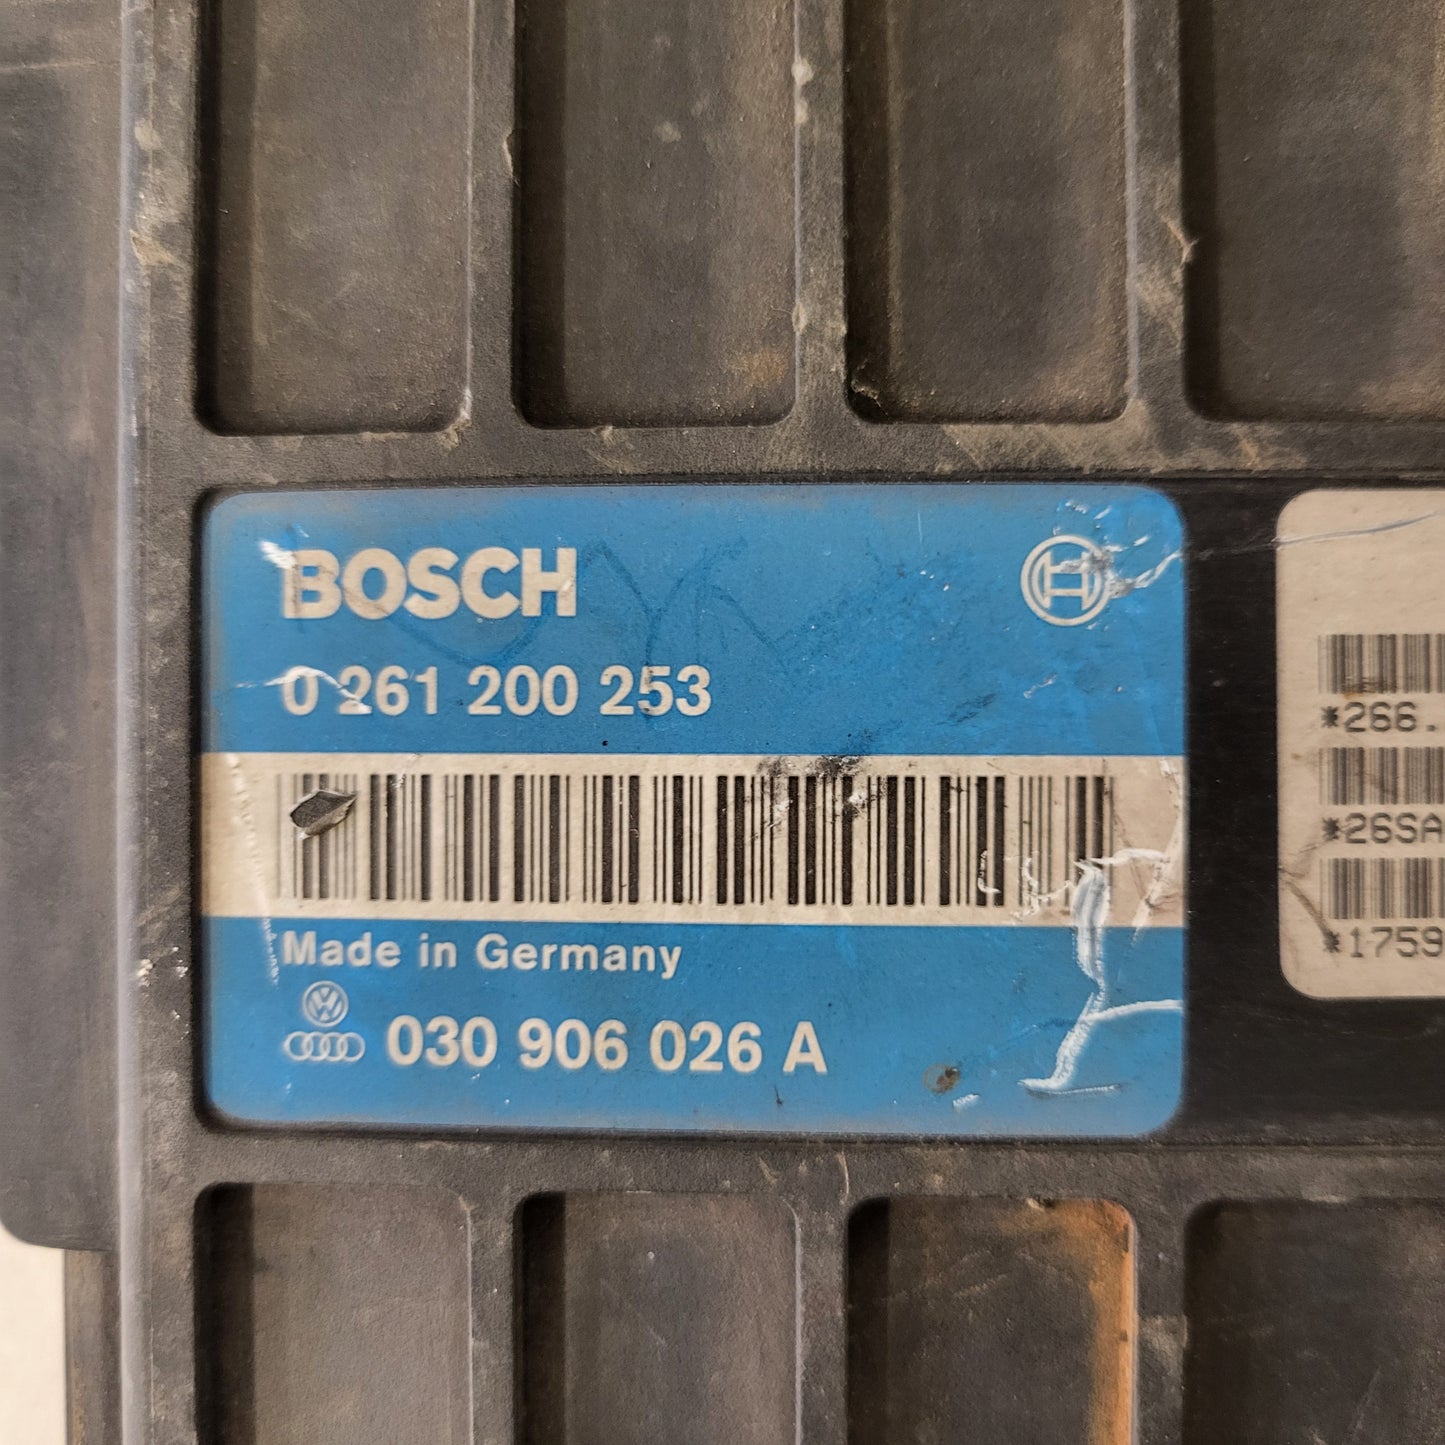 BOSCH
0 261 200 253
Made in Germany
030 906 026 A
*266.
*26SA
*1759